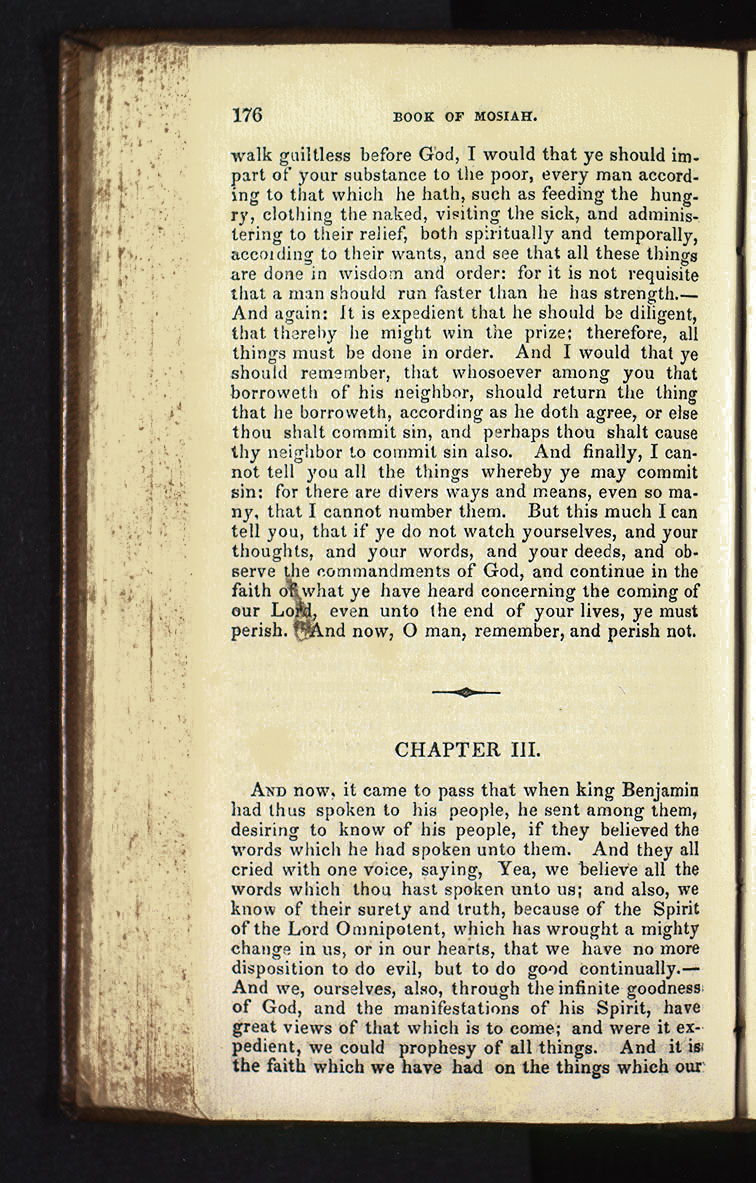 176 BOOK OF MOSIAH.
walk guiltless before God, I would that ye should im-
part of your substance to the poor, every man accord-
ing to that which he hath, such as feeding the hung-
ry, clothing the naked, visiting the sick, and adminis-
tering to their relief, both spiritually and temporally,
according to their wants, and see that all these things
are done in wisdom and order: for it is not requisite
that a man should run faster than he has strength.—
And again: It is expedient that he should be diligent,
that thereby he might win the prize; therefore, all
things must be done in order. And I would that ye
should remember, that whosoever among you that
borroweth of his neighbor, should return the thing
that he borroweth, according as he doth agree, or else
thou shalt commit sin, and perhaps thou shalt cause
thy neighbor to commit sin also. And finally, I can-
not tell you all the things whereby ye may commit
sin: for there are divers ways and means, even so ma-
ny, that I cannot number them. But this much I can
tell you, that if ye do not watch yourselves, and your
thoughts, and your words, and your deeds, and ob-
serve the commandments of God, and continue in the
faith of what ye have heard concerning the coming of
our Lord, even unto the end of your lives, ye must
perish. And now, O man, remember, and perish not.
CHAPTER III.
AND now, it came to pass that when king Benjamin
had thus spoken to his people, he sent among them,
desiring to know of his people, if they believed the
words which he had spoken unto them. And they all
cried with one voice, saying, Yea, we believe all the
words which thou hast spoken unto us; and also, we
know of their surety and truth, because of the Spirit
of the Lord Omnipotent, which has wrought a mighty
change in us, or in our hearts, that we have no more
disposition to do evil, but to do good continually.—
And we, ourselves, also, through the infinite goodness
of God, and the manifestations of his Spirit, have
great views of that which is to come; and were it ex-
pedient, we could prophesy of all things. And it is
the faith which we have had on the things which our